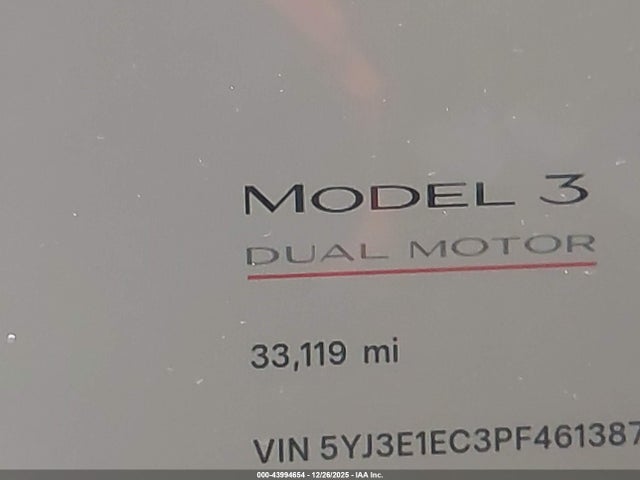 MODEL 3
DUAL MOTOR
33,119 mi
VIN 5YJ3E1EC3PF461387
000-43994654 - 12/26/2025 - IAA Inc.